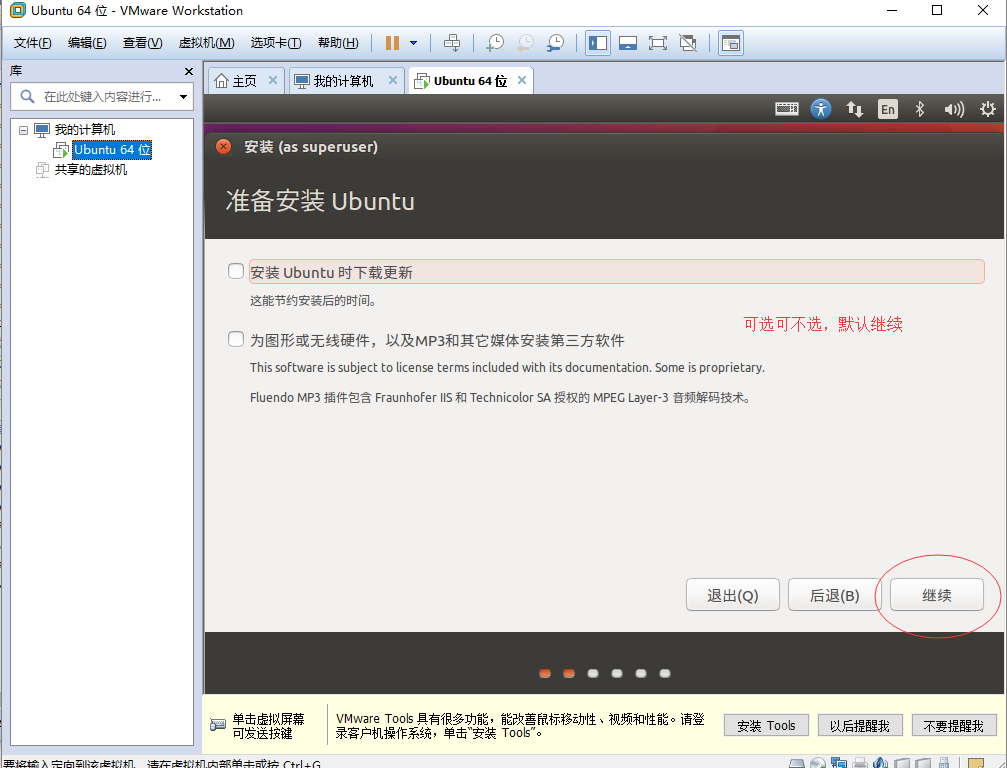 Ubuntu 64 位 - VMware Workstation
文件(F) 编辑(E) 查看(V) 虚拟机(M) 选项卡(T) 帮助(H)
库
在此处键入内容进行...
我的计算机
Ubuntu 64 位
共享的虚拟机
主页 我的计算机 Ubuntu 64 位
En
安装 (as superuser)
准备安装 Ubuntu
安装 Ubuntu 时下载更新
这能节约安装后的时间。
可选可不选，默认继续
为图形或无线硬件，以及MP3和其它媒体安装第三方软件
This software is subject to license terms included with its documentation. Some is proprietary.
Fluendo MP3 插件包含 Fraunhofer IIS 和 Technicolor SA 授权的 MPEG Layer-3 音频解码技术。
退出(Q) 后退(B) 继续
单击虚拟屏幕
可发送按键
VMware Tools 具有很多功能，能改善鼠标移动性、视频和性能。请登
录客户机操作系统，单击“安装 Tools”。
安装 Tools 以后提醒我 不要提醒我
要将输入定向到该虚拟机，请在虚拟机内部单击或按 Ctrl+G。